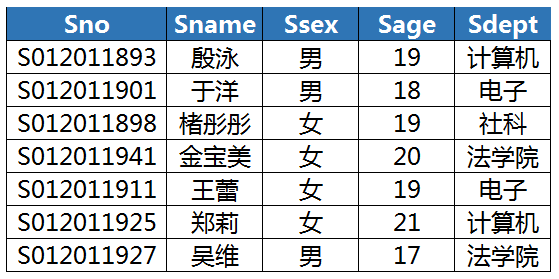 Sno Sname Ssex Sage Sdept
S012011893 殷泳 男 19 计算机
S012011901 于洋 男 18 电子
S012011898 楮彤彤 女 19 社科
S012011941 金宝美 女 20 法学院
S012011911 王蕾 女 19 电子
S012011925 郑莉 女 21 计算机
S012011927 吴维 男 17 法学院